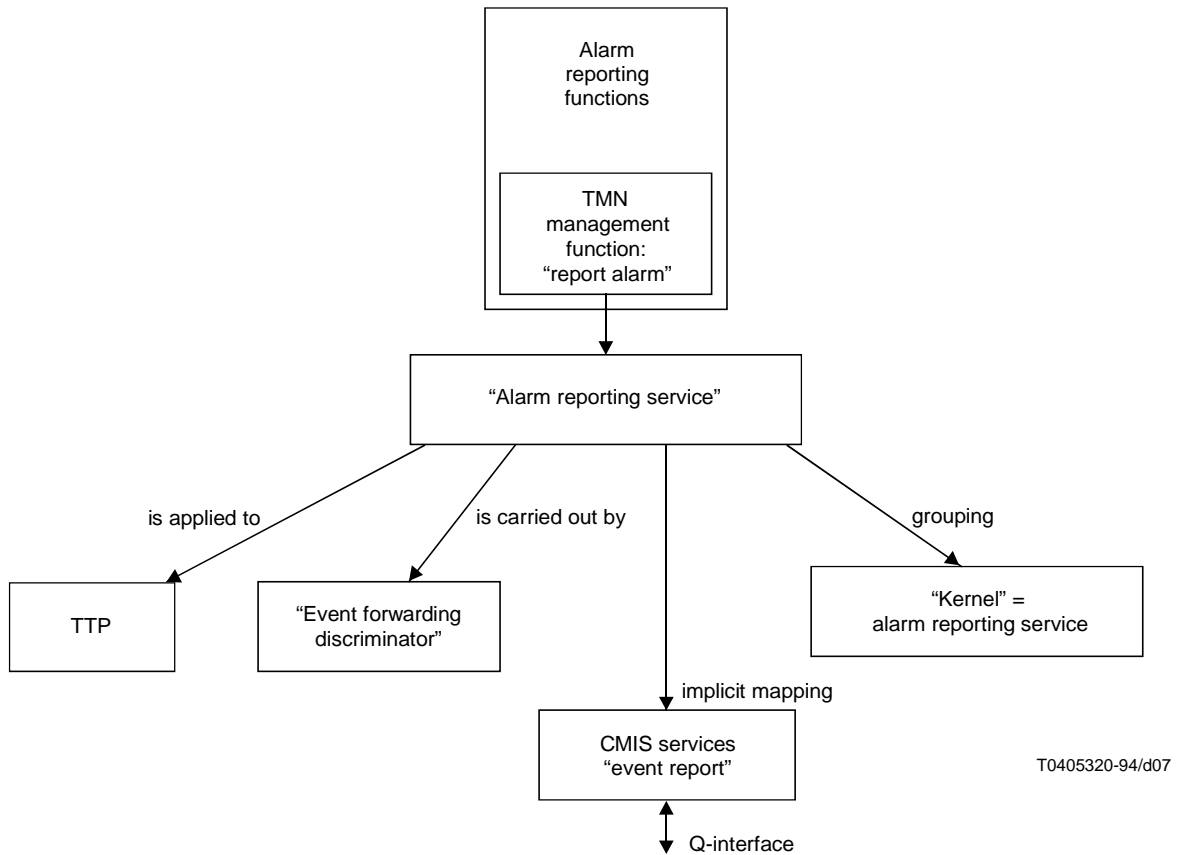 Alarm
reporting
functions
TMN
management
function:
“report alarm”
“Alarm reporting service”
is applied to
is carried out by
grouping
TTP
“Event forwarding
discriminator”
“Kernel” =
alarm reporting service
implicit mapping
CMIS services
“event report”
T0405320-94/d07
Q-interface